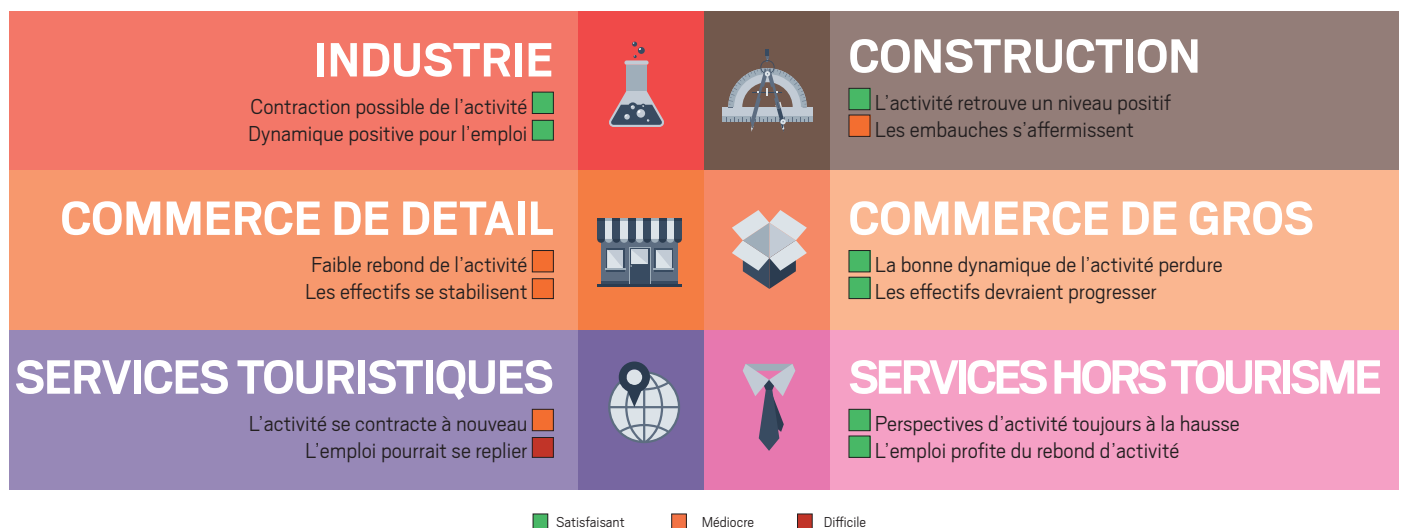 INDUSTRIE
Contraction possible de l'activité
Dynamique positive pour l'emploi
CONSTRUCTION
L'activité retrouve un niveau positif
Les embauches s'affermissent
COMMERCE DE DETAIL
Faible rebond de l'activité
Les effectifs se stabilisent
COMMERCE DE GROS
La bonne dynamique de l'activité perdure
Les effectifs devraient progresser
SERVICES TOURISTIQUES
L'activité se contracte à nouveau
L'emploi pourrait se replier
SERVICES HORS TOURISME
Perspectives d'activité toujours à la hausse
L'emploi profite du rebond d'activité
Satisfaisant Médiocre Difficile